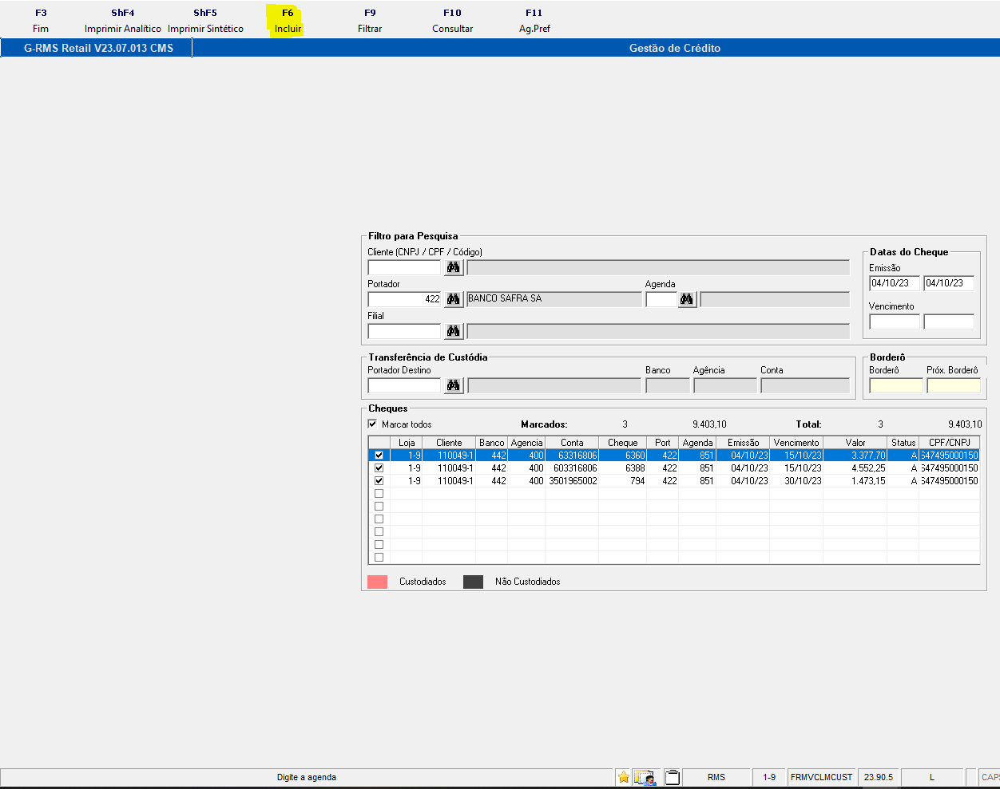 F3 ShF4 ShF5 F6 F9 F10 F11
Fim Imprimir Analítico Imprimir Sintético Incluir Filtrar Consultar Ag.Pref
G-RMS Retail V23.07.013 CMS Gestão de Crédito
Filtro para Pesquisa
Cliente (CNPJ / CPF / Código)
Datas do Cheque
Emissão
04/10/23 04/10/23
Portador Agenda
422 BANCO SAFRA SA
Vencimento
Filial
Transferência de Custódia
Borderô
Portador Destino Banco Agência Conta
Borderô Próx. Borderô
Cheques
Marcar todos Marcados: 3 9.403,10 Total: 3 9.403,10
Loja Cliente Banco Agencia Conta Cheque Port Agenda Emissão Vencimento Valor Status CPF/CNPJ
1-9 110049-1 442 400 63316806 6360 422 851 04/10/23 15/10/23 3.377,70 A 547495000150
1-9 110049-1 442 400 603316806 6388 422 851 04/10/23 15/10/23 4.552,25 A 547495000150
1-9 110049-1 442 400 3501965002 794 422 851 04/10/23 30/10/23 1.473,15 A 547495000150
Custodiados Não Custodiados
Digite a agenda RMS 1-9 FRMVCLMCUST 23.90.5 L CAPS